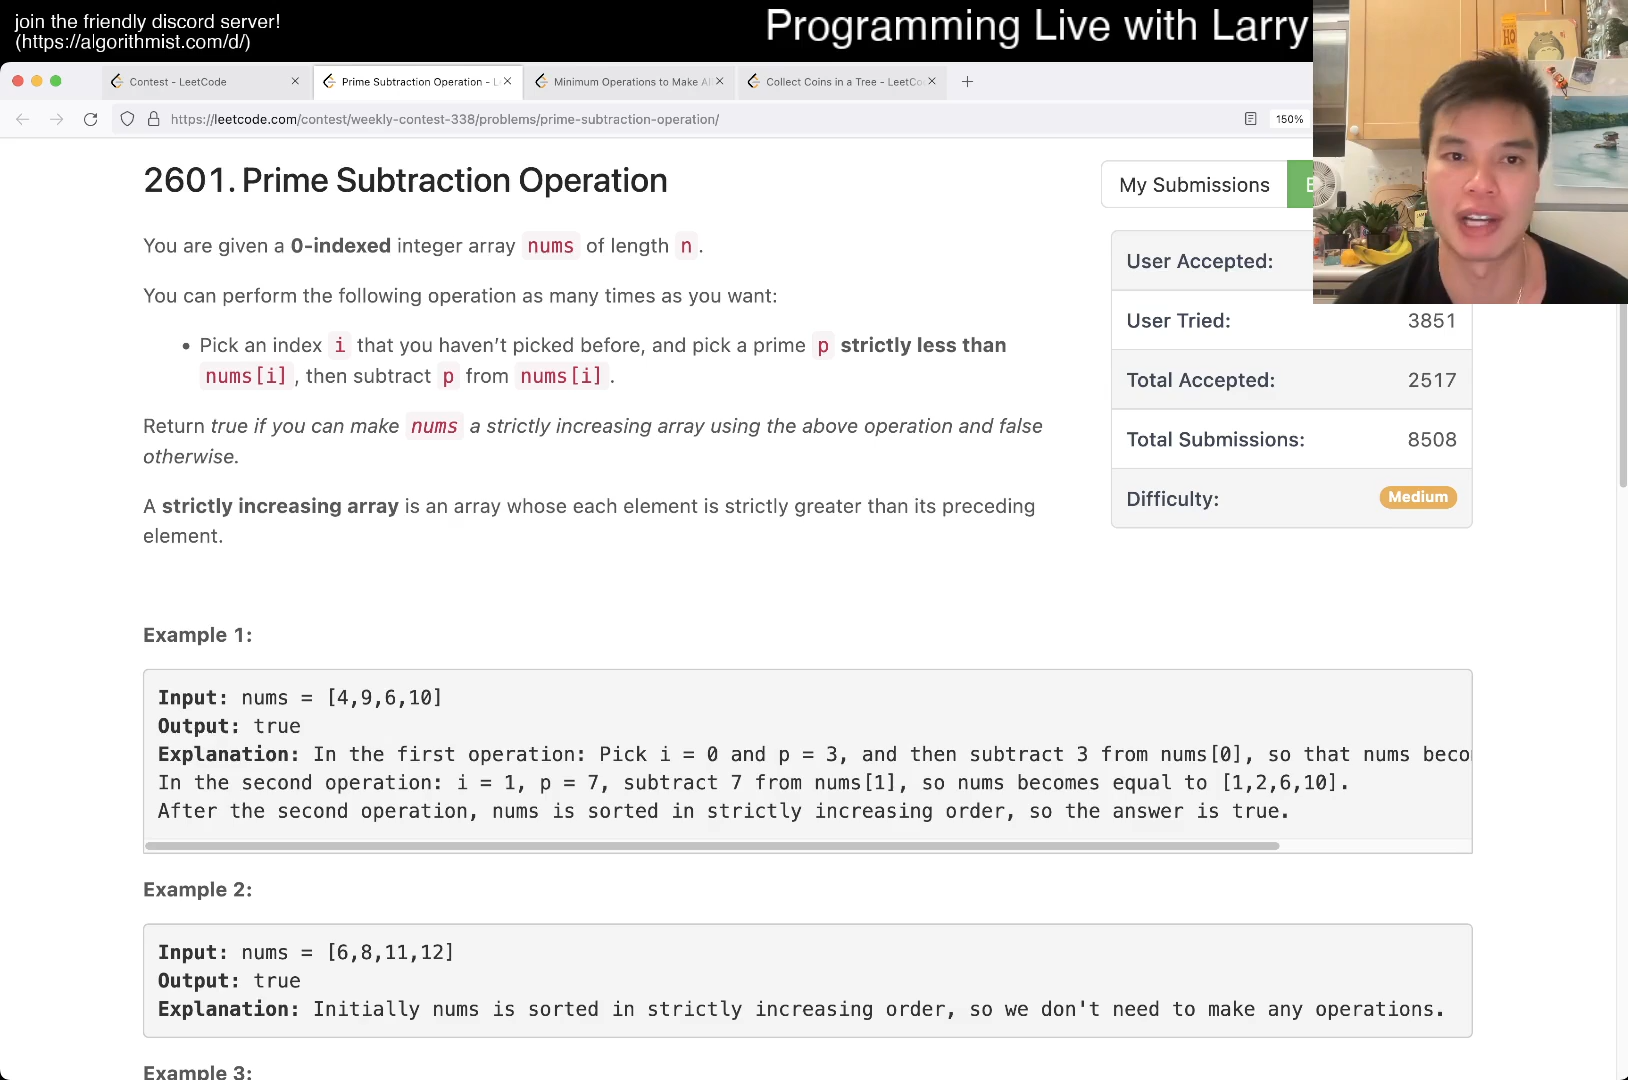 join the friendly discord server!
(https://algorithmist.com/d/)
Programming Live with Larry
Contest - LeetCode
Prime Subtraction Operation - L
Minimum Operations to Make Al
Collect Coins in a Tree - LeetCo
https://leetcode.com/contest/weekly-contest-338/problems/prime-subtraction-operation/
150%
2601. Prime Subtraction Operation
My Submissions
You are given a 0-indexed integer array nums of length n.
You can perform the following operation as many times as you want:
• Pick an index i that you haven’t picked before, and pick a prime p strictly less than
nums[i], then subtract p from nums[i].
Return true if you can make nums a strictly increasing array using the above operation and false
otherwise.
A strictly increasing array is an array whose each element is strictly greater than its preceding
element.
User Accepted:
User Tried: 3851
Total Accepted: 2517
Total Submissions: 8508
Difficulty: Medium
Example 1:
Input: nums = [4,9,6,10]
Output: true
Explanation: In the first operation: Pick i = 0 and p = 3, and then subtract 3 from nums[0], so that nums beco
In the second operation: i = 1, p = 7, subtract 7 from nums[1], so nums becomes equal to [1,2,6,10].
After the second operation, nums is sorted in strictly increasing order, so the answer is true.
Example 2:
Input: nums = [6,8,11,12]
Output: true
Explanation: Initially nums is sorted in strictly increasing order, so we don't need to make any operations.
Example 3: